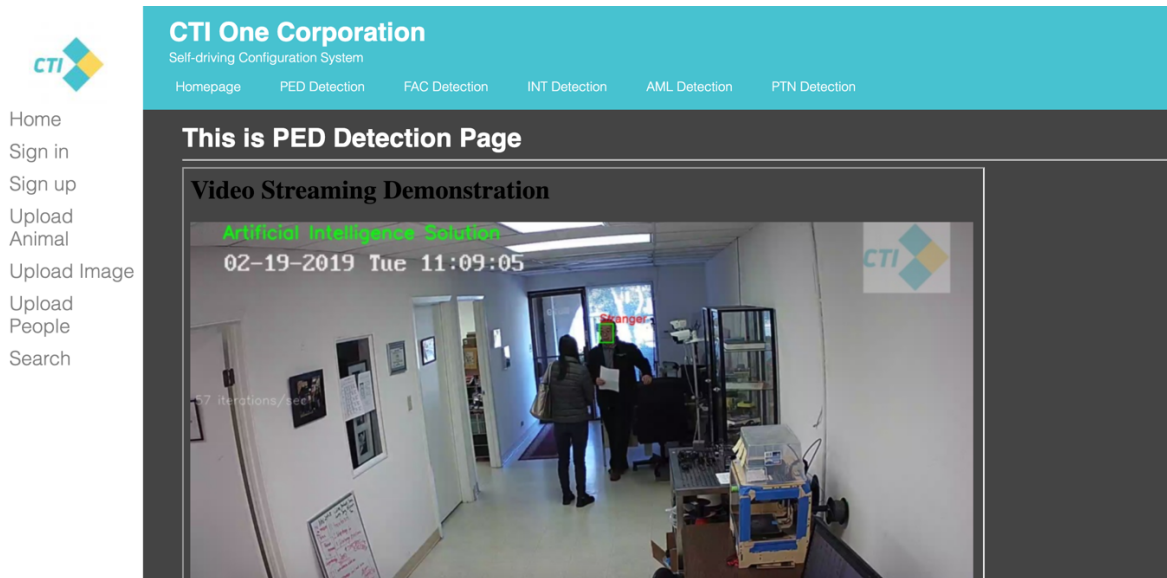 CTI
Home
Sign in
Sign up
Upload
Animal
Upload Image
Upload
People
Search
CTI One Corporation
Self-driving Configuration System
Homepage PED Detection FAC Detection INT Detection AML Detection PTN Detection
This is PED Detection Page
Video Streaming Demonstration
Artificial Intelligence Solution
02-19-2019 Tue 11:09:05
CTI
Stranger
57 iterations/sec